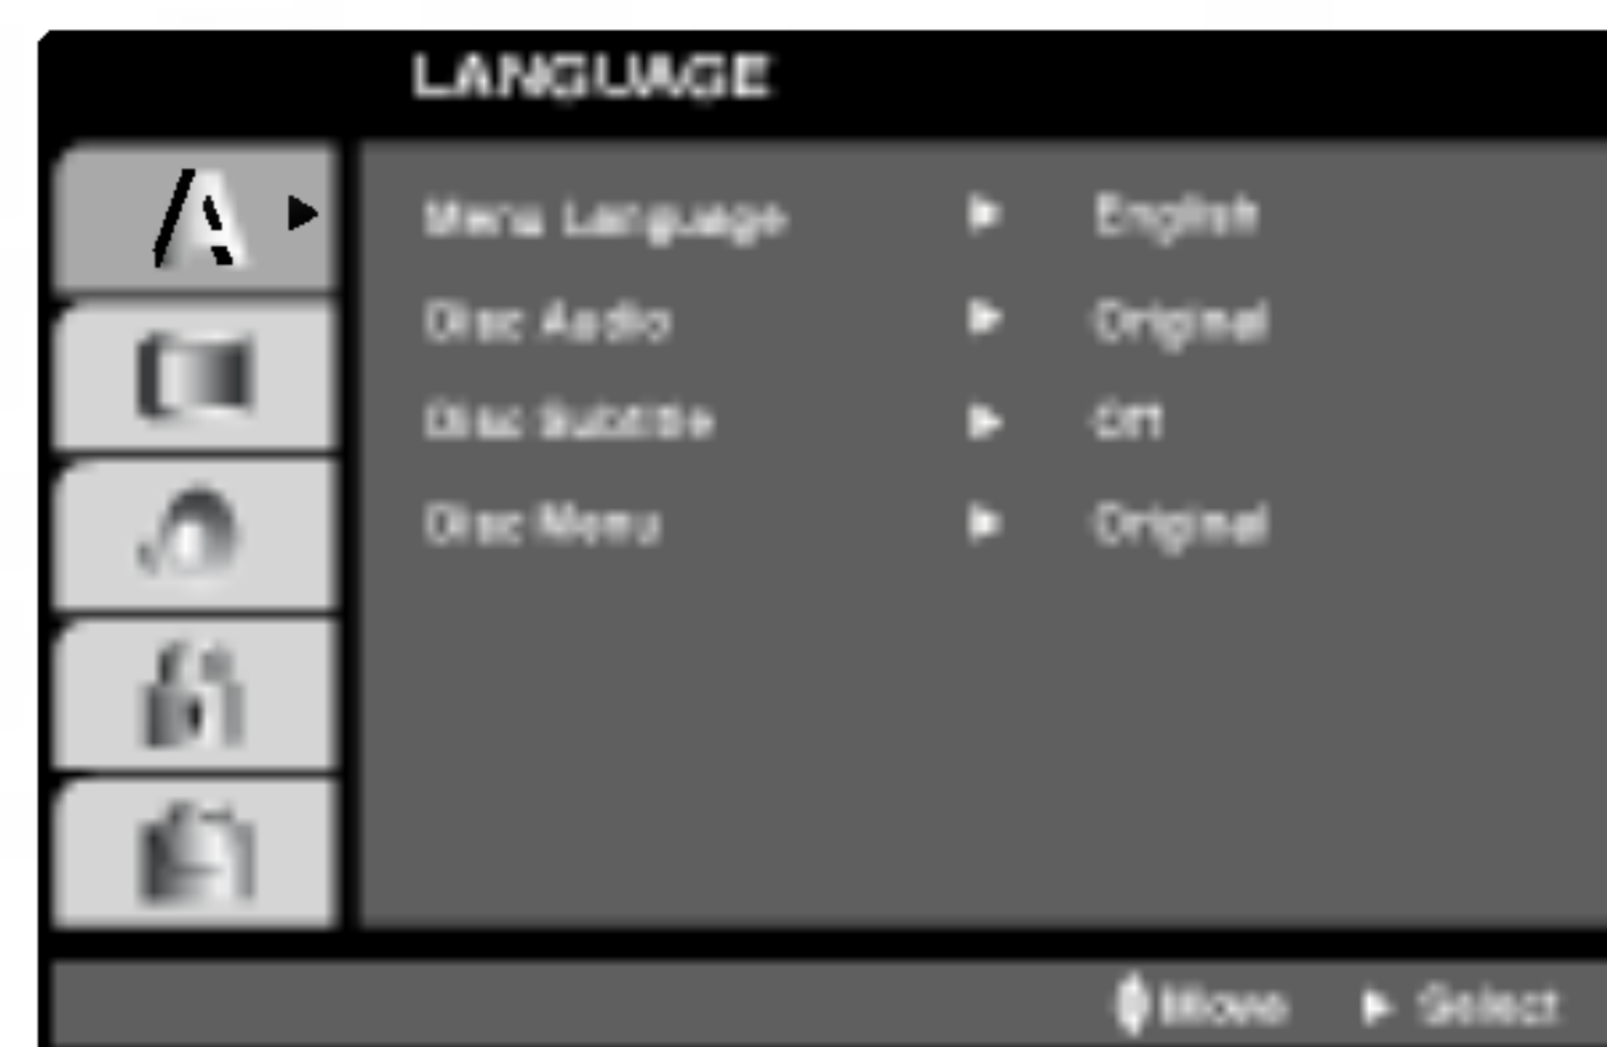 LANGUAGE
Menu Language ► English
Disc Audio ► Original
Disc Subtitle ► Off
Disc Menu ► Original
Move ► Select